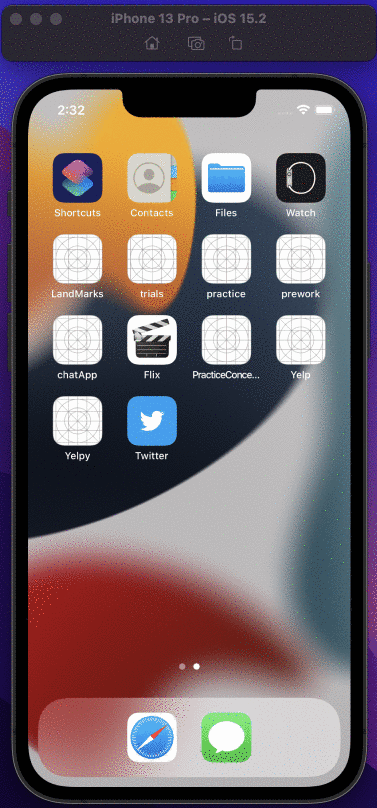 iPhone 13 Pro – iOS 15.2
2:32
Shortcuts
Contacts
Files
Watch
LandMarks
trials
practice
prework
chatApp
Flix
PracticeConce...
Yelp
Yelpy
Twitter